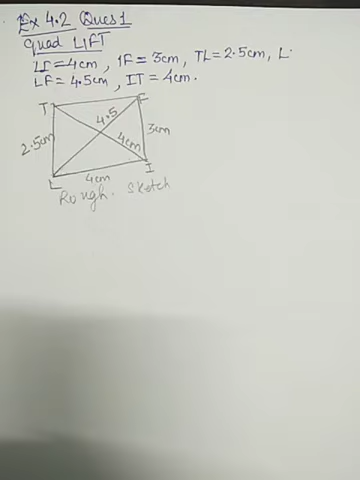 Ex 4.2 Ques 1
quad LIFT
LI = 4cm, IF = 3cm, TL = 2.5cm, L
LF = 4.5cm, IT = 4cm.
T F
4.5
2.5cm 4cm 3cm
L 4cm I
Rough. Sketch